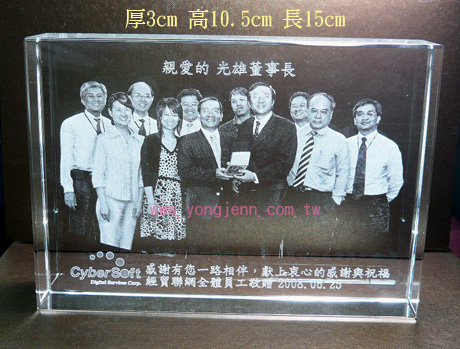 厚3cm 高10.5cm 長15cm
親愛的 光雄董事長
www.yongjenn.com.tw
CyberSoft
Digital Services Corp.
感謝有您一路相伴，獻上衷心的感謝與祝福
經貿聯網全體員工敬贈 2008.06.25